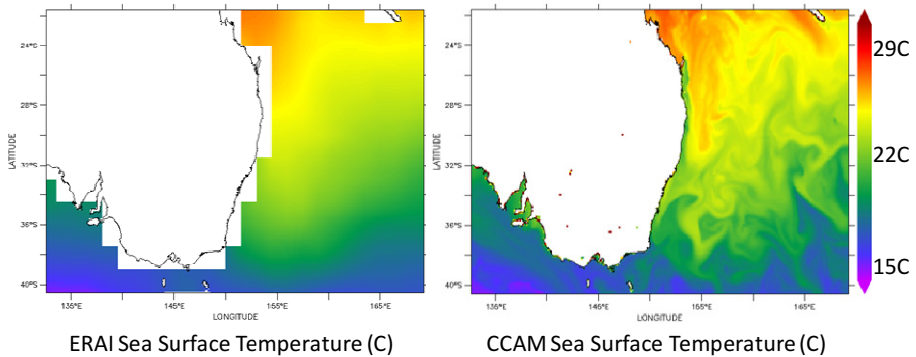 LATITUDE
24°S
28°S
32°S
36°S
40°S
135°E 145°E 155°E 165°E
LONGITUDE
ERAI Sea Surface Temperature (C)
LATITUDE
24°S
28°S
32°S
36°S
40°S
135°E 145°E 155°E 165°E
LONGITUDE
CCAM Sea Surface Temperature (C)
29C
22C
15C